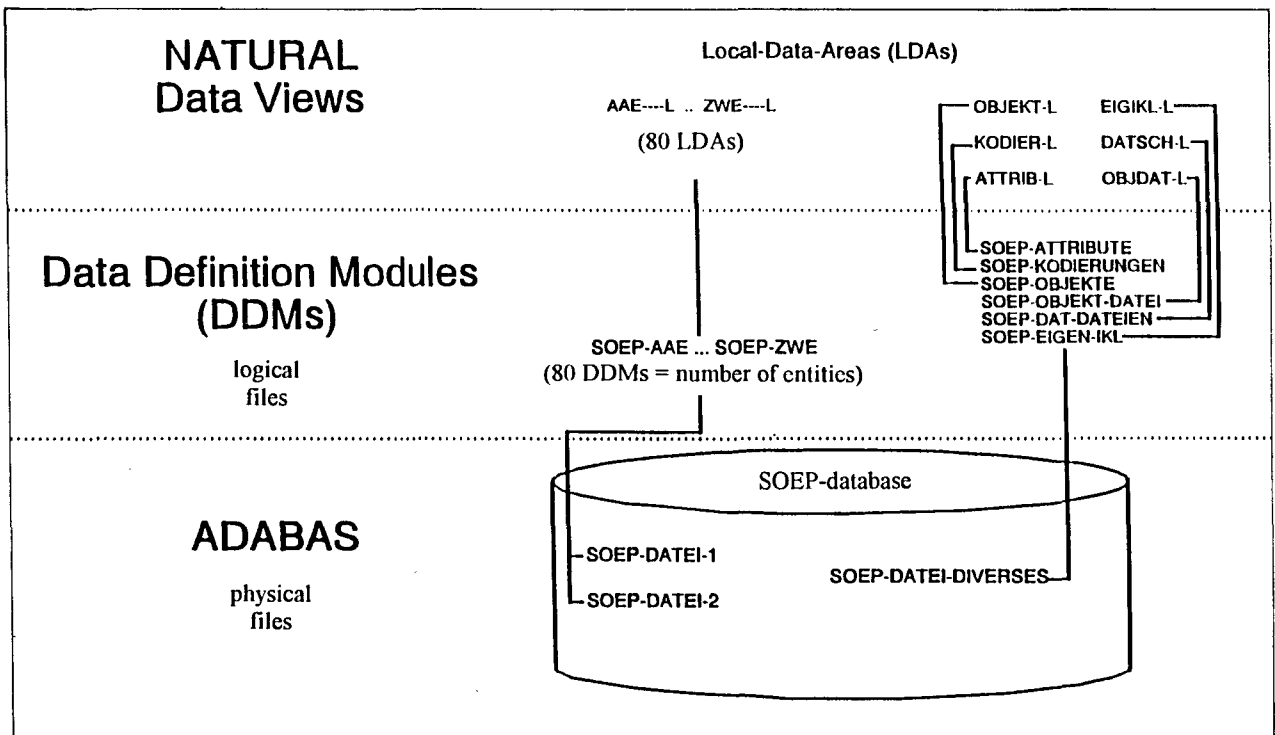 NATURAL
Data Views
Local-Data-Areas (LDAs)
AAE----L .. ZWE----L
(80 LDAs)
OBJEKT-L EIGIKL-L
KODIER-L DATSCH-L
ATTRIB-L OBJDAT-L
Data Definition Modules
(DDMs)
logical
files
SOEP-AAE ... SOEP-ZWE
(80 DDMs = number of entities)
SOEP-ATTRIBUTE
SOEP-KODIERUNGEN
SOEP-OBJEKTE
SOEP-OBJEKT-DATEI
SOEP-DAT-DATEIEN
SOEP-EIGEN-IKL
ADABAS
physical
files
SOEP-database
SOEP-DATEI-1
SOEP-DATEI-2
SOEP-DATEI-DIVERSES